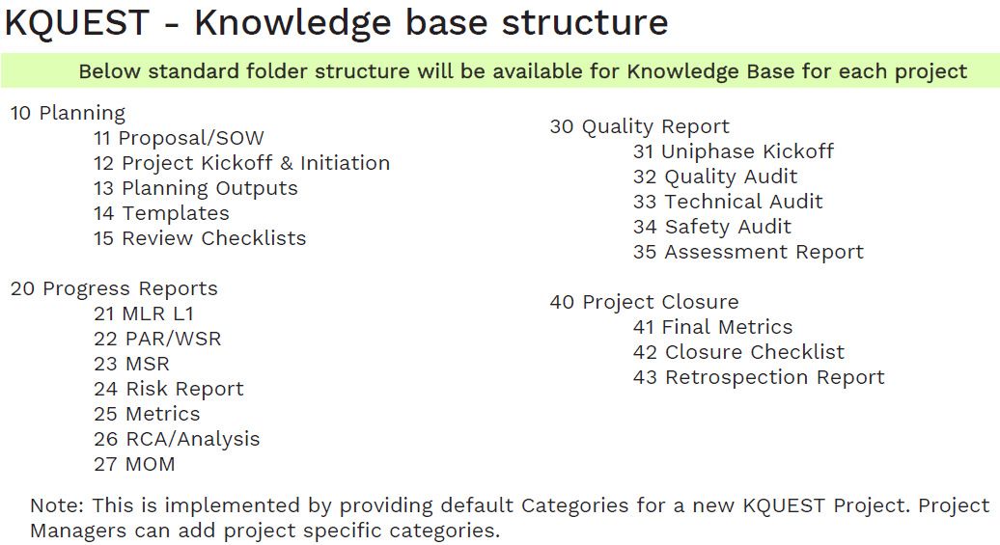 KQUEST - Knowledge base structure
Below standard folder structure will be available for Knowledge Base for each project
10 Planning
11 Proposal/SOW
12 Project Kickoff & Initiation
13 Planning Outputs
14 Templates
15 Review Checklists
20 Progress Reports
21 MLR L1
22 PAR/WSR
23 MSR
24 Risk Report
25 Metrics
26 RCA/Analysis
27 MOM
30 Quality Report
31 Uniphase Kickoff
32 Quality Audit
33 Technical Audit
34 Safety Audit
35 Assessment Report
40 Project Closure
41 Final Metrics
42 Closure Checklist
43 Retrospection Report
Note: This is implemented by providing default Categories for a new KQUEST Project. Project
Managers can add project specific categories.